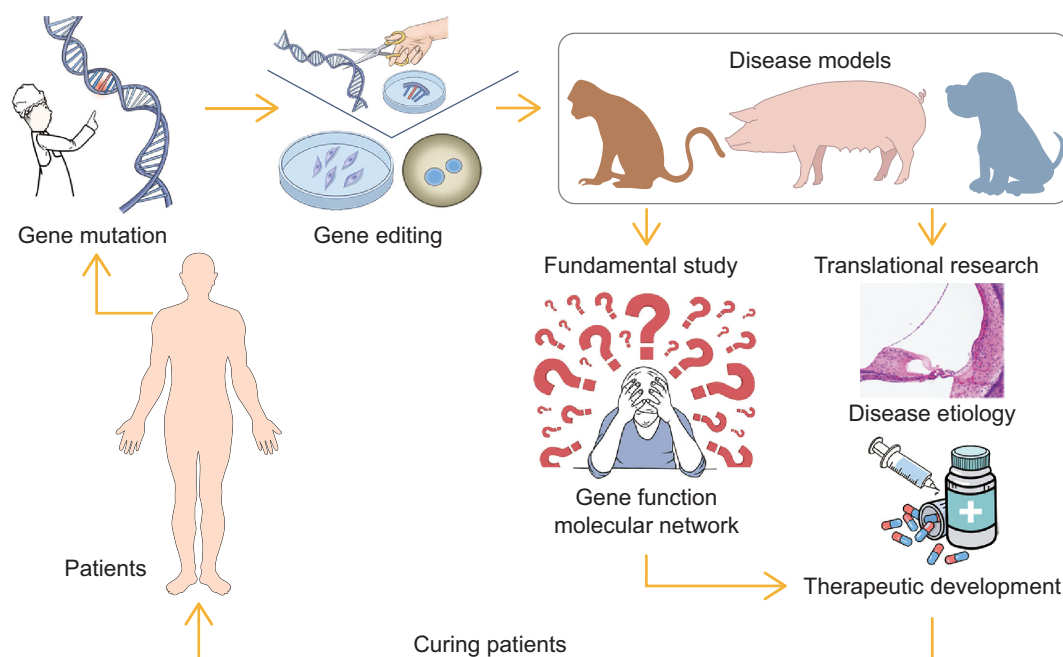 Disease models
Gene mutation
Gene editing
Fundamental study
Translational research
Disease etiology
Gene function
molecular network
Patients
Therapeutic development
Curing patients